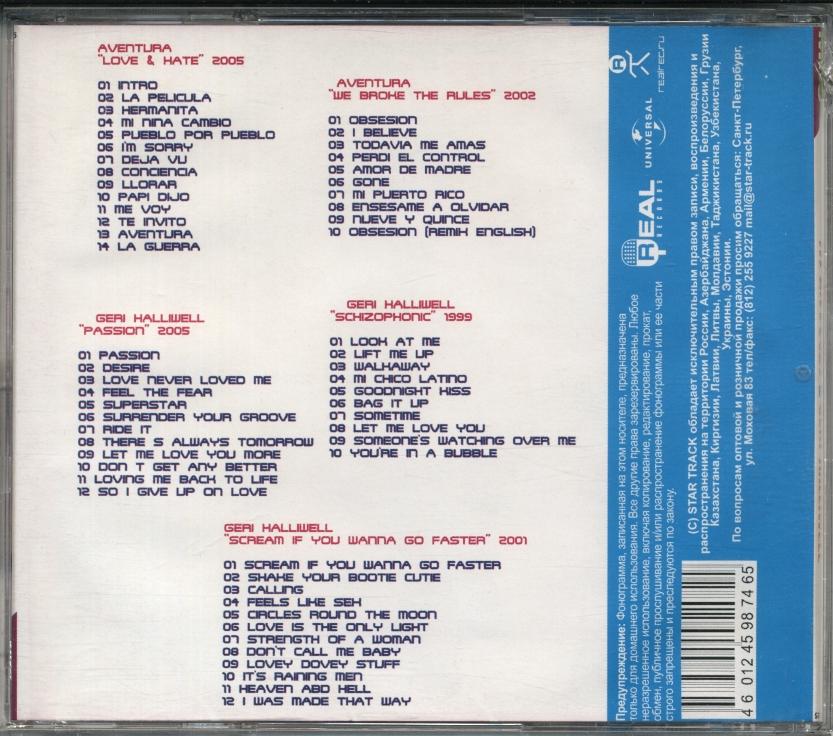 AVENTURA
"LOVE & HATE" 2005
01 INTRO
02 LA PELICULA
03 HERMANITA
04 MI NINA CAMBIO
05 PUEBLO POR PUEBLO
06 I'M SORRY
07 DEJA VU
08 CONCIENCIA
09 LLORAR
10 PAPI DIJO
11 ME VOY
12 TE INVITO
13 AVENTURA
14 LA GUERRA
AVENTURA
"WE BROKE THE RULES" 2002
01 OBSESION
02 I BELIEVE
03 TODAVIA ME AMAS
04 PERDI EL CONTROL
05 AMOR DE MADRE
06 GONE
07 MI PUERTO RICO
08 ENSESAME A OLVIDAR
09 NUEVE Y QUINCE
10 OBSESION (REMIX ENGLISH)
GERI HALLIWELL
"PASSION" 2005
01 PASSION
02 DESIRE
03 LOVE NEVER LOVED ME
04 FEEL THE FEAR
05 SUPERSTAR
06 SURRENDER YOUR GROOVE
07 RIDE IT
08 THERE S ALWAYS TOMORROW
09 LET ME LOVE YOU MORE
10 DON T GET ANY BETTER
11 LOVING ME BACK TO LIFE
12 SO I GIVE UP ON LOVE
GERI HALLIWELL
"SCHIZOPHONIC" 1999
01 LOOK AT ME
02 LIFT ME UP
03 WALKAWAY
04 MI CHICO LATINO
05 GOODNIGHT KISS
06 BAG IT UP
07 SOMETIME
08 LET ME LOVE YOU
09 SOMEONE'S WATCHING OVER ME
10 YOU'RE IN A BUBBLE
GERI HALLIWELL
"SCREAM IF YOU WANNA GO FASTER" 2001
01 SCREAM IF YOU WANNA GO FASTER
02 SHAKE YOUR BOOTIE CUTIE
03 CALLING
04 FEELS LIKE SEX
05 CIRCLES ROUND THE MOON
06 LOVE IS THE ONLY LIGHT
07 STRENGTH OF A WOMAN
08 DON'T CALL ME BABY
09 LOVEY DOVEY STUFF
10 IT'S RAINING MEN
11 HEAVEN ABD HELL
12 I WAS MADE THAT WAY
R
realrec.ru
UNIVERSAL
REAL
RECORDS
Предупреждение: Фонограмма, записанная на этом носителе, предназначена
только для домашнего использования. Все другие права зарезервированы. Любое
неразрешенное использование, включая копирование, редактирование, прокат,
обмен, публичное прослушивание и/или распространение фонограммы или ее части
строго запрещены и преследуются по закону.
(C) STAR TRACK обладает исключительным правом записи, воспроизведения и
распространения на территории России, Азербайджана, Армении, Белоруссии, Грузии
Казахстана, Киргизии, Латвии, Литвы, Молдавии, Таджикистана, Узбекистана,
Украины, Эстонии.
По вопросам оптовой и розничной продажи просим обращаться: Санкт-Петербург,
ул. Моховая 83 тел/факс: (812) 255 9227 mail@star-track.ru
4 6 01245 98 74 65